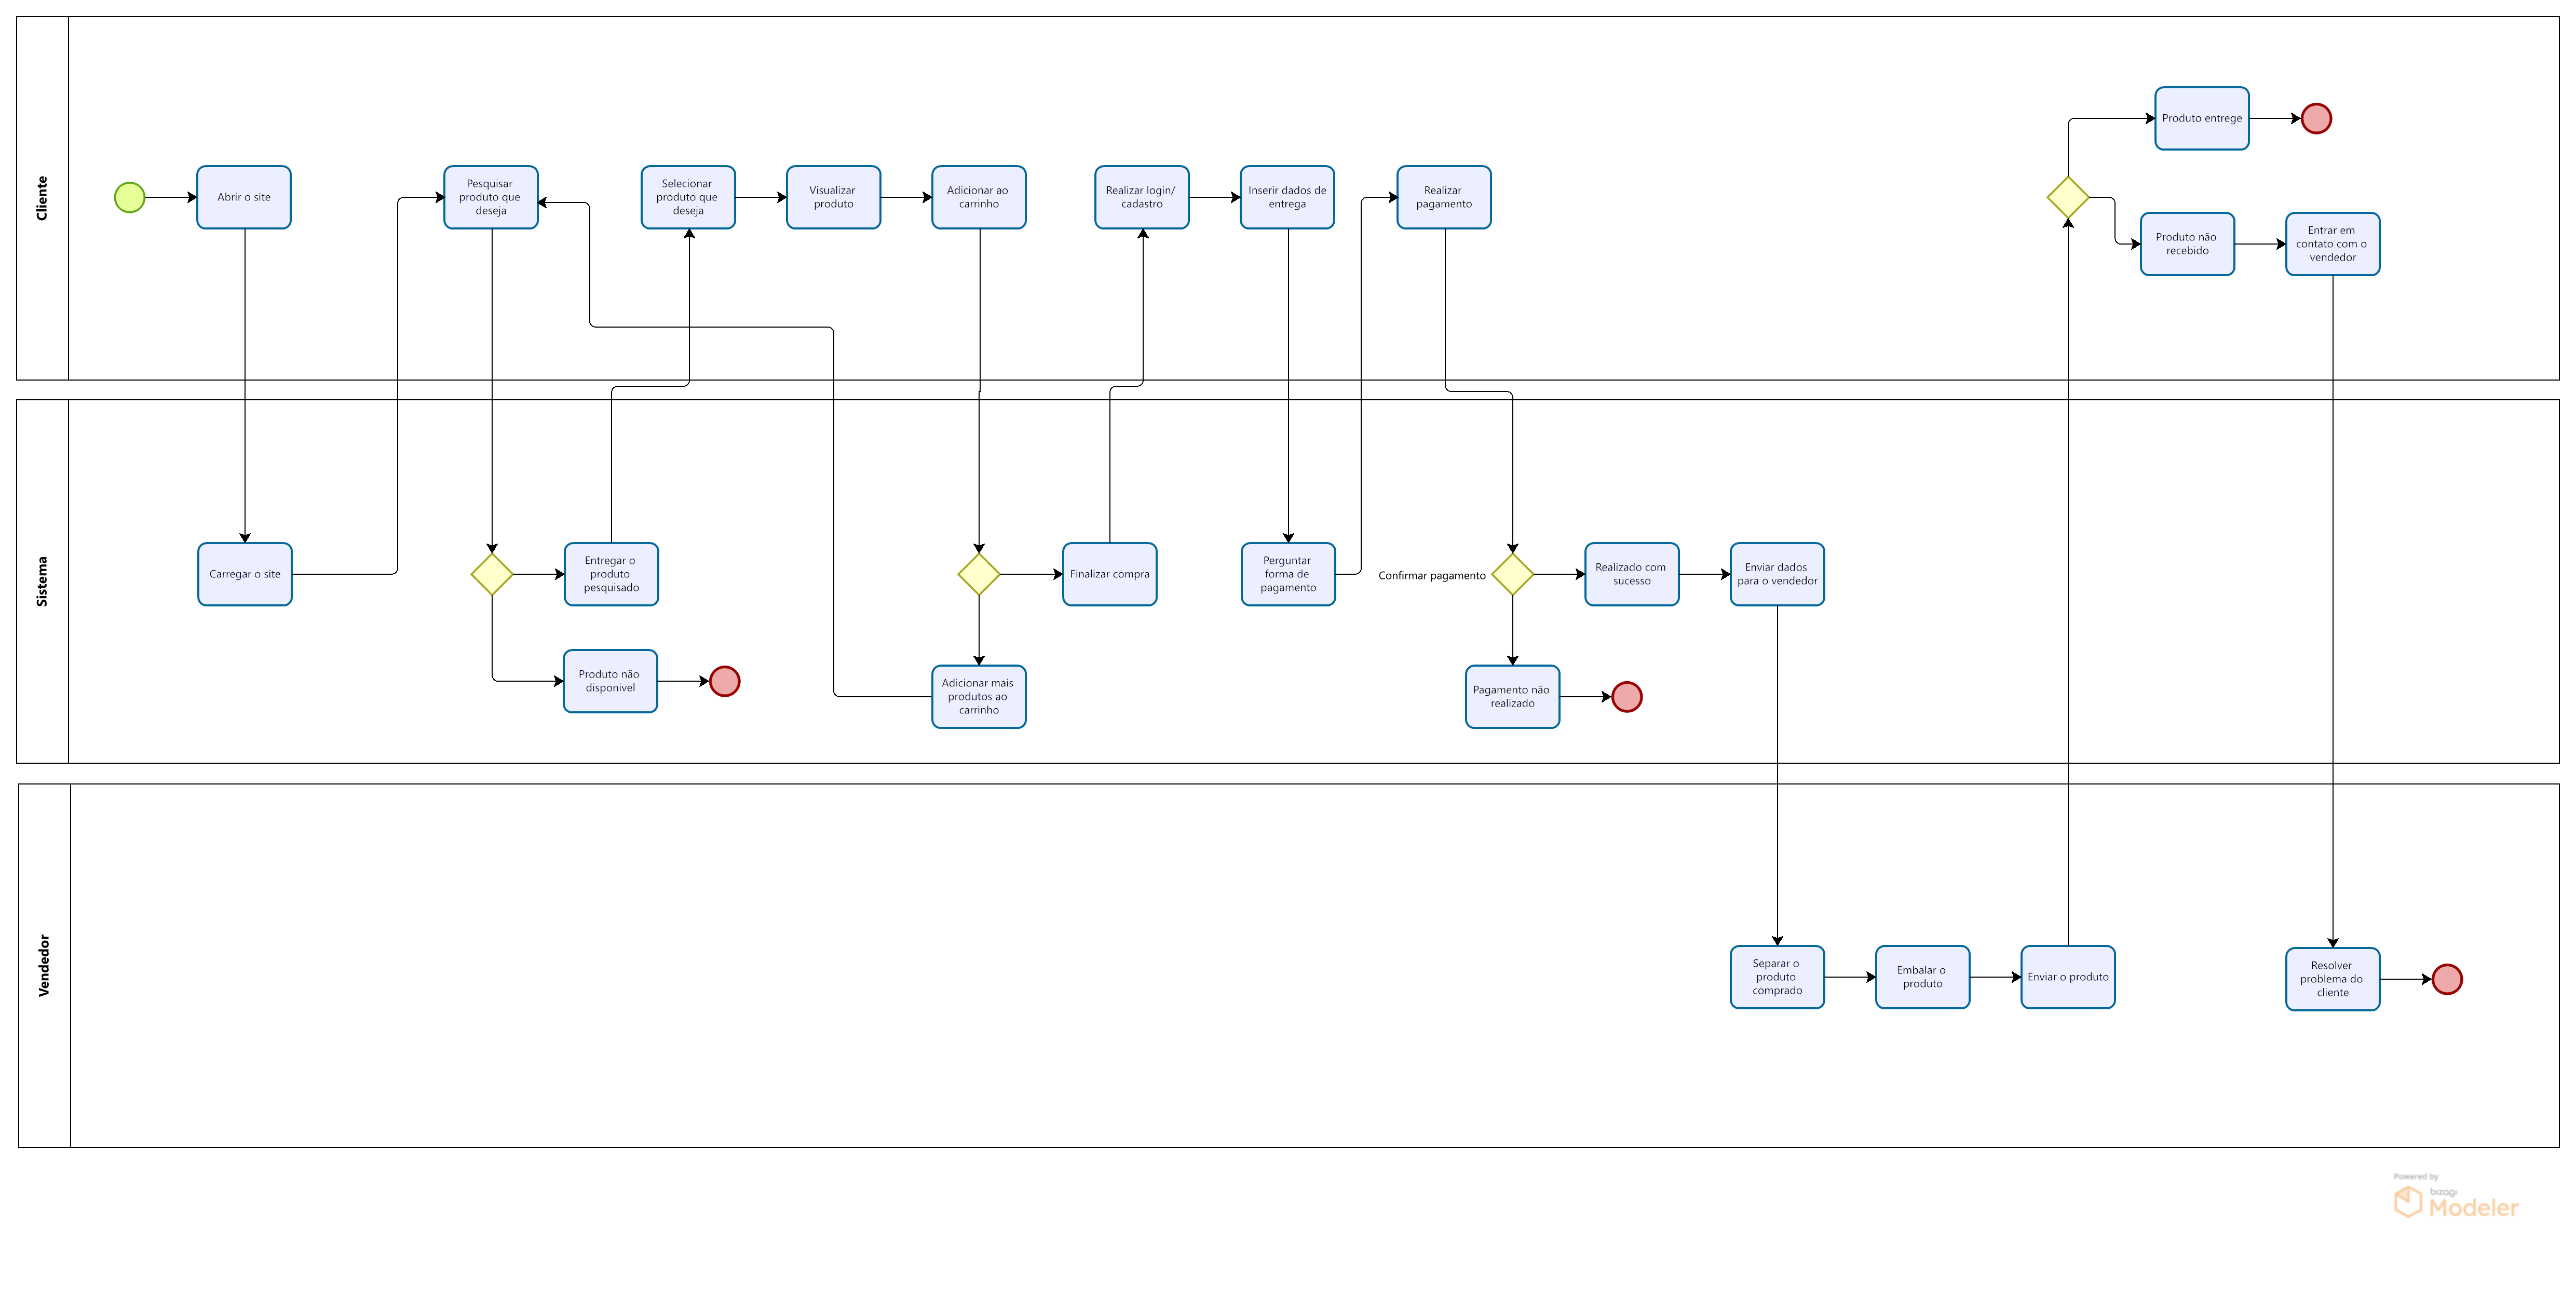 Cliente
Abrir o site
Pesquisar
produto que
deseja
Selecionar
produto que
deseja
Visualizar
produto
Adicionar ao
carrinho
Realizar login/
cadastro
Inserir dados de
entrega
Realizar
pagamento
Produto entrege
Produto não
recebido
Entrar em
contato com o
vendedor
Sistema
Carregar o site
Entregar o
produto
pesquisado
Produto não
disponivel
Finalizar compra
Adicionar mais
produtos ao
carrinho
Perguntar
forma de
pagamento
Confirmar pagamento
Realizado com
sucesso
Enviar dados
para o vendedor
Pagamento não
realizado
Vendedor
Separar o
produto
comprado
Embalar o
produto
Enviar o produto
Resolver
problema do
cliente
Powered by
bizagi
Modeler